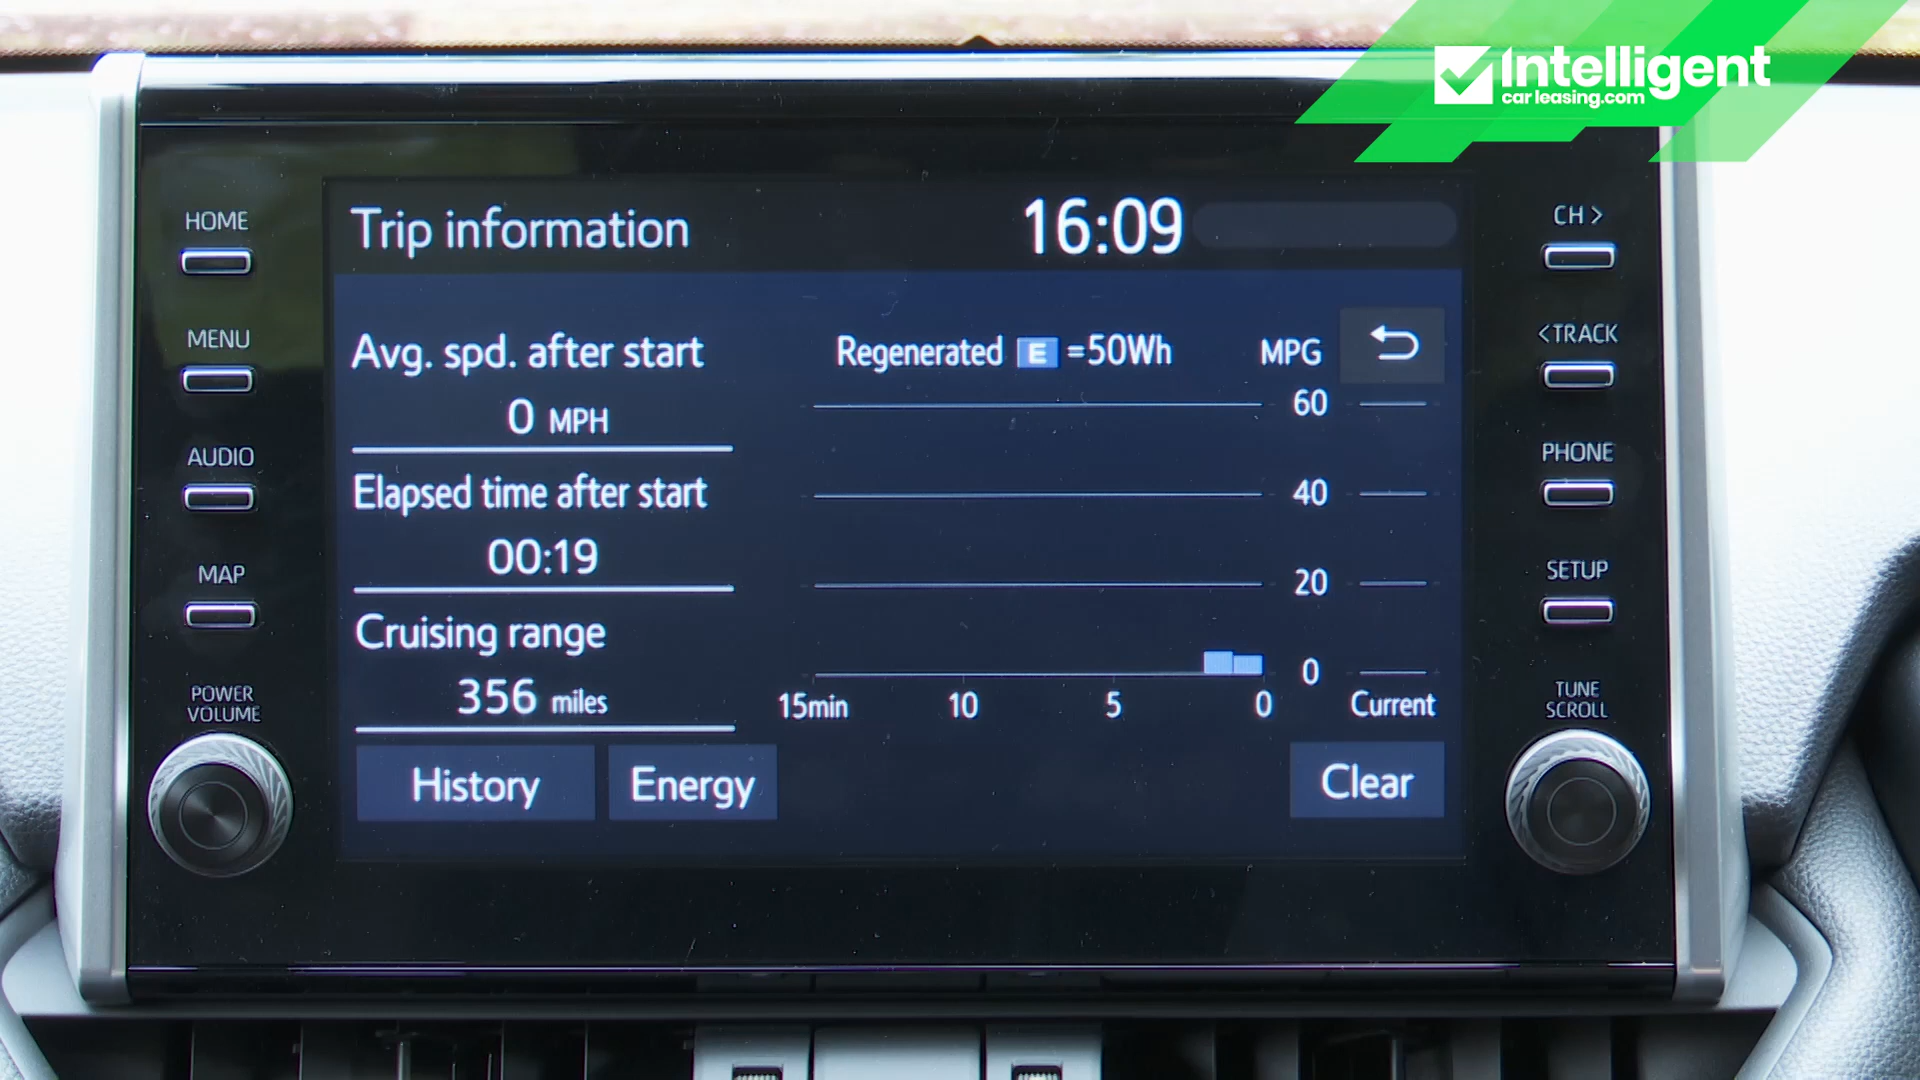 Intelligent
carleasing.com
HOME
MENU
AUDIO
MAP
POWER
VOLUME
Trip information
16:09
Avg. spd. after start
0 MPH
Elapsed time after start
00:19
Cruising range
356 miles
History
Energy
Regenerated E =50Wh
MPG
60
40
20
0
15min
10
5
0
Current
Clear
CH >
<TRACK
PHONE
SETUP
TUNE
SCROLL